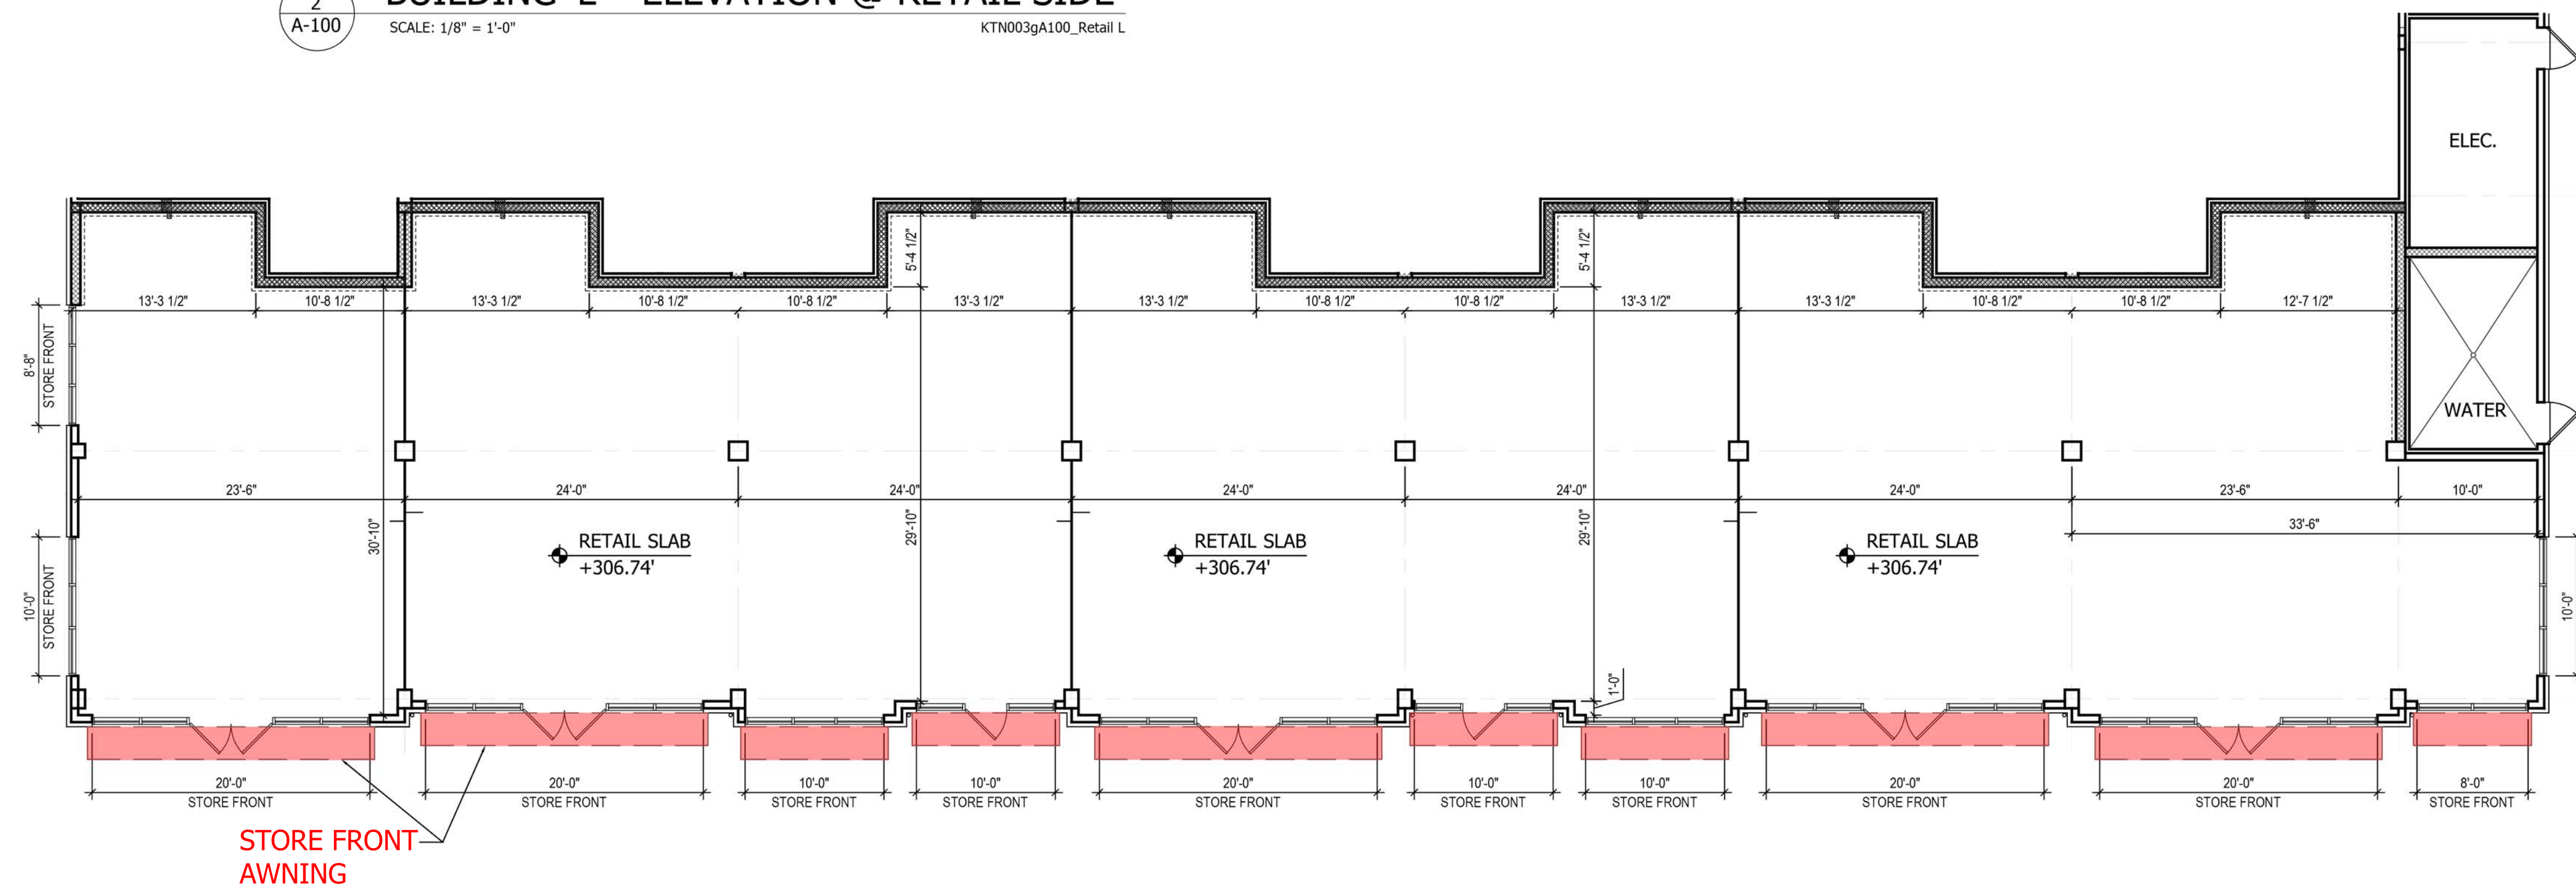 2
A-100
BUILDING "L" - ELEVATION @ RETAIL SIDE
SCALE: 1/8" = 1'-0"
KTN003gA100_Retail L
ELEC.
5'-4 1/2"
5'-4 1/2"
13'-3 1/2"
10'-8 1/2"
13'-3 1/2"
10'-8 1/2"
10'-8 1/2"
13'-3 1/2"
13'-3 1/2"
10'-8 1/2"
10'-8 1/2"
13'-3 1/2"
13'-3 1/2"
10'-8 1/2"
10'-8 1/2"
12'-7 1/2"
8'-8"
STORE FRONT
WATER
23'-6"
24'-0"
24'-0"
24'-0"
24'-0"
24'-0"
23'-6"
10'-0"
33'-6"
30'-10"
29'-10"
29'-10"
RETAIL SLAB
+306.74'
RETAIL SLAB
+306.74'
RETAIL SLAB
+306.74'
10'-0"
STORE FRONT
10'-0"
1'-0"
20'-0"
STORE FRONT
20'-0"
STORE FRONT
10'-0"
STORE FRONT
10'-0"
STORE FRONT
20'-0"
STORE FRONT
10'-0"
STORE FRONT
10'-0"
STORE FRONT
20'-0"
STORE FRONT
20'-0"
STORE FRONT
8'-0"
STORE FRONT
STORE FRONT
AWNING